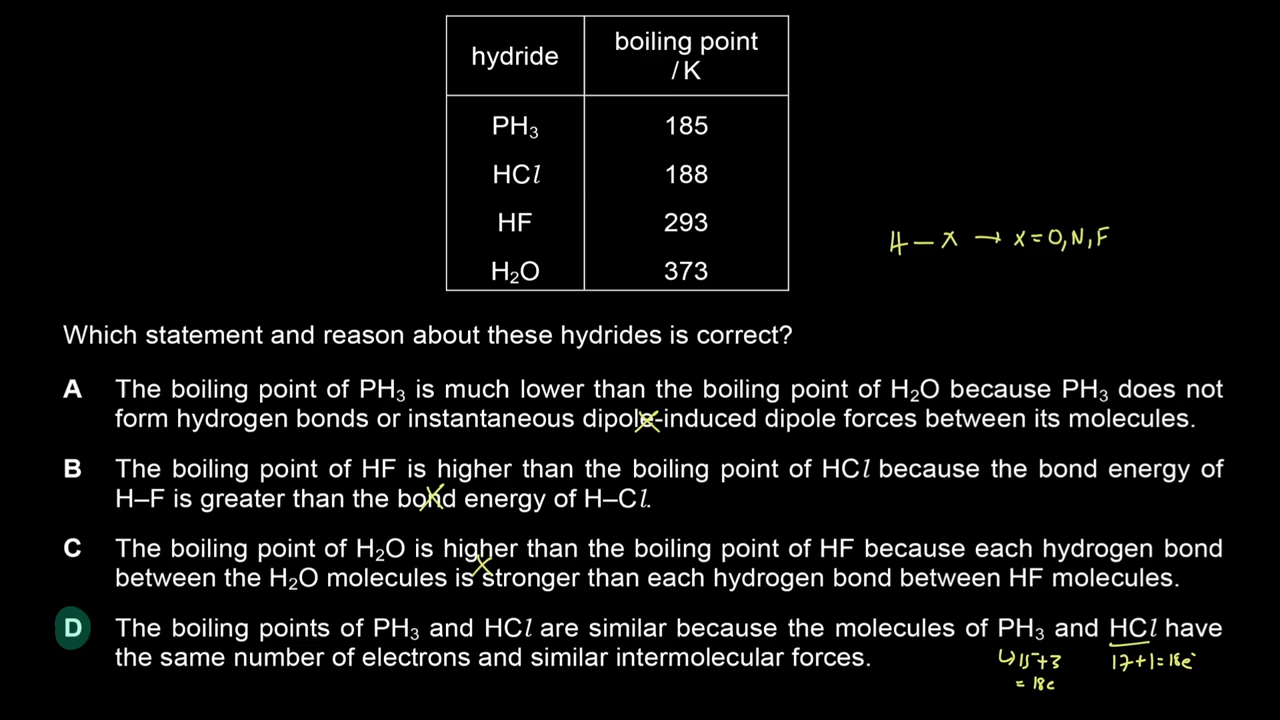 hydride boiling point
/ K
PH₃ 185
HCl 188
HF 293
H₂O 373
H – x → x = O, N, F
Which statement and reason about these hydrides is correct?
A The boiling point of PH₃ is much lower than the boiling point of H₂O because PH₃ does not
form hydrogen bonds or instantaneous dipole-induced dipole forces between its molecules.
B The boiling point of HF is higher than the boiling point of HCl because the bond energy of
H–F is greater than the bond energy of H–Cl.
C The boiling point of H₂O is higher than the boiling point of HF because each hydrogen bond
between the H₂O molecules is stronger than each hydrogen bond between HF molecules.
D The boiling points of PH₃ and HCl are similar because the molecules of PH₃ and HCl have
the same number of electrons and similar intermolecular forces.
↳ 15+3 17+1=18e⁻
= 18e